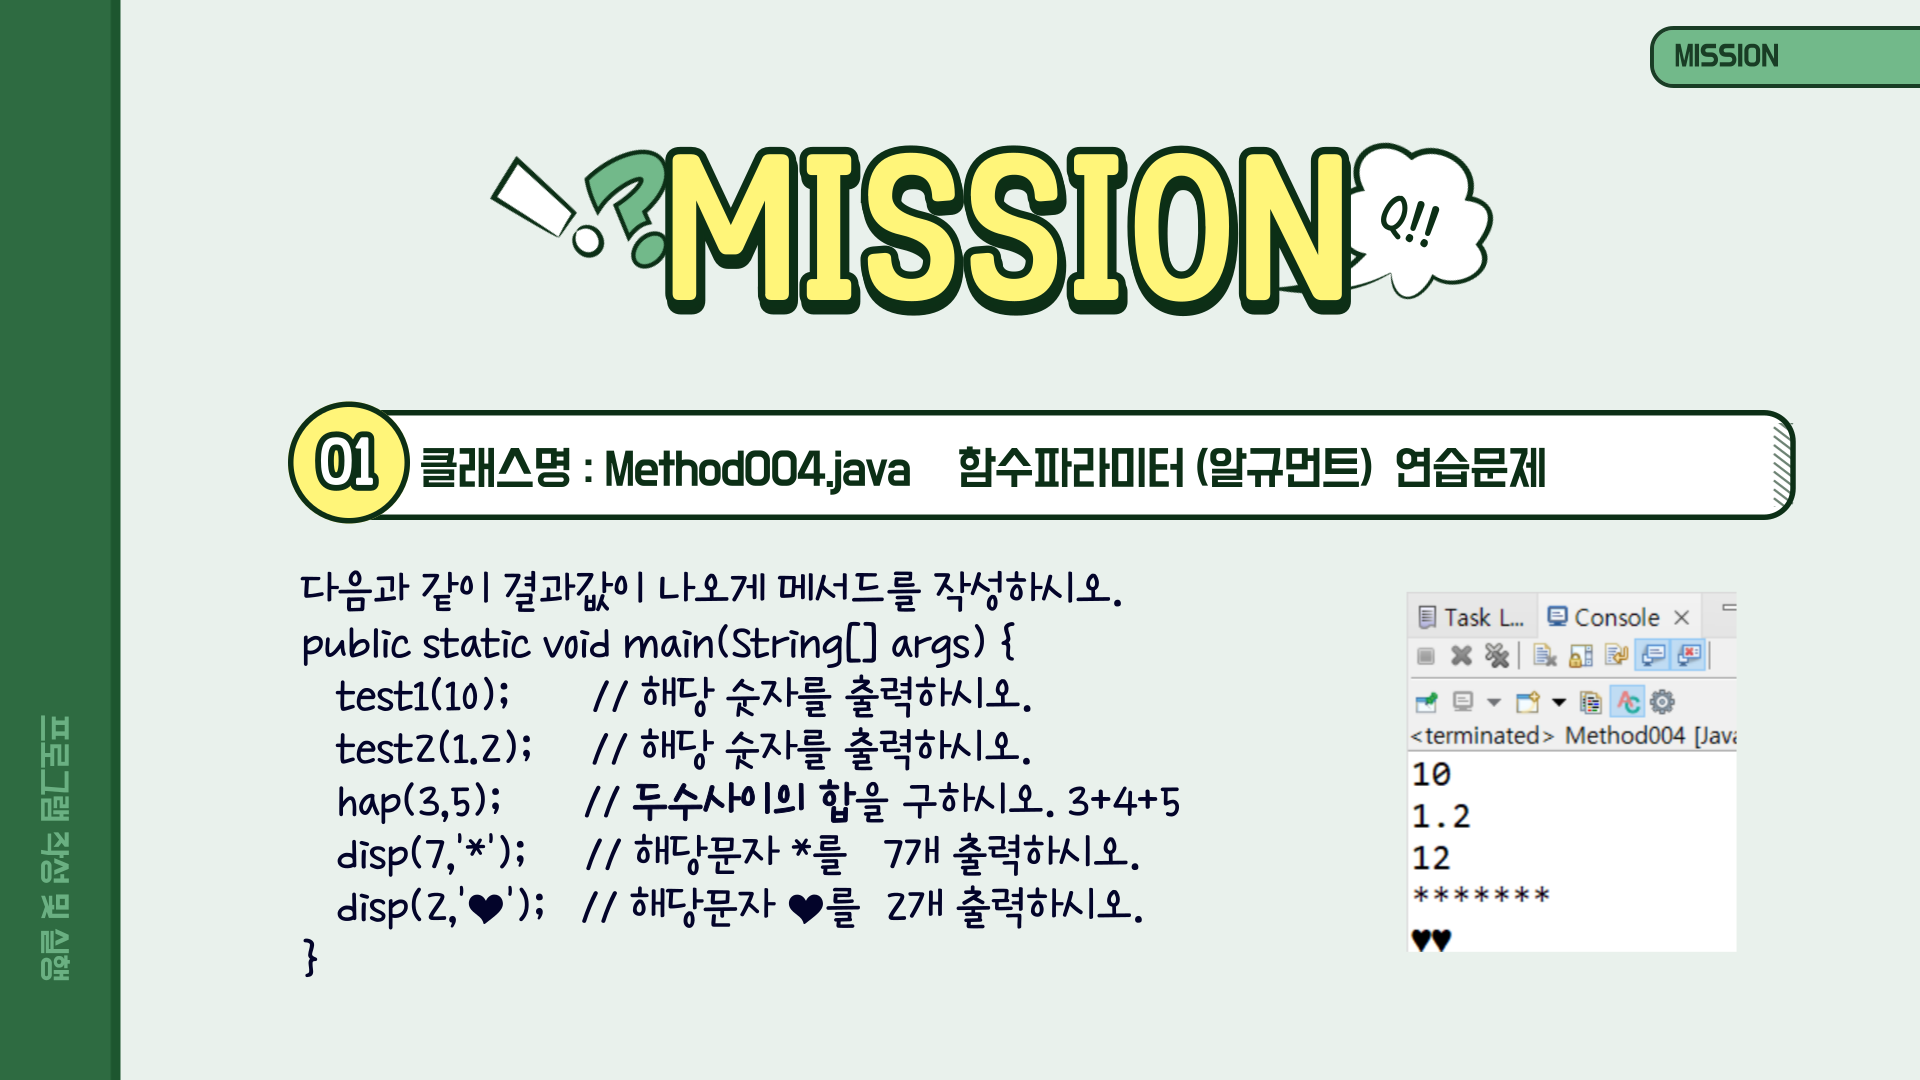 MISSION
MISSION
Q!!
01 클래스명 : Method004.java 함수파라미터 (알규먼트) 연습문제
다음과 같이 결과값이 나오게 메서드를 작성하시오.
public static void main(String[] args) {
test1(10); // 해당 숫자를 출력하시오.
test2(1.2); // 해당 숫자를 출력하시오.
hap(3,5); // 두수사이의 합을 구하시오. 3+4+5
disp(7,'*'); // 해당문자 *를 7개 출력하시오.
disp(2,'♥'); // 해당문자 ♥를 2개 출력하시오.
}
Task L... Console
<terminated> Method004 [Java
10
1.2
12
*******
♥♥
프로그램 작성 및 실행